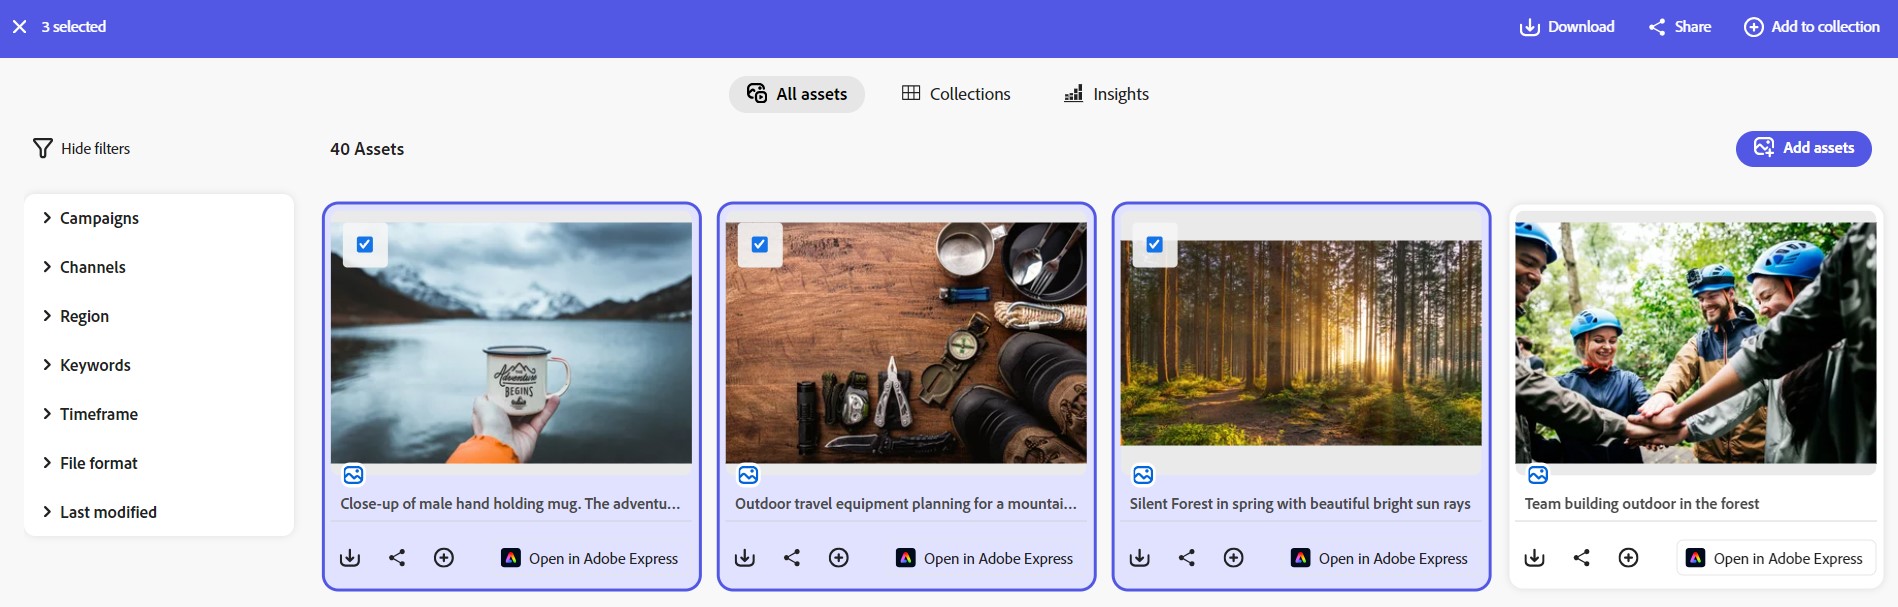 3 selected
Download
Share
Add to collection
All assets
Collections
Insights
Hide filters
40 Assets
Add assets
Campaigns
Channels
Region
Keywords
Timeframe
File format
Last modified
Adventure
BEGINS
Close-up of male hand holding mug. The adventu...
Outdoor travel equipment planning for a mountai...
Silent Forest in spring with beautiful bright sun rays
Team building outdoor in the forest
Open in Adobe Express
Open in Adobe Express
Open in Adobe Express
Open in Adobe Express